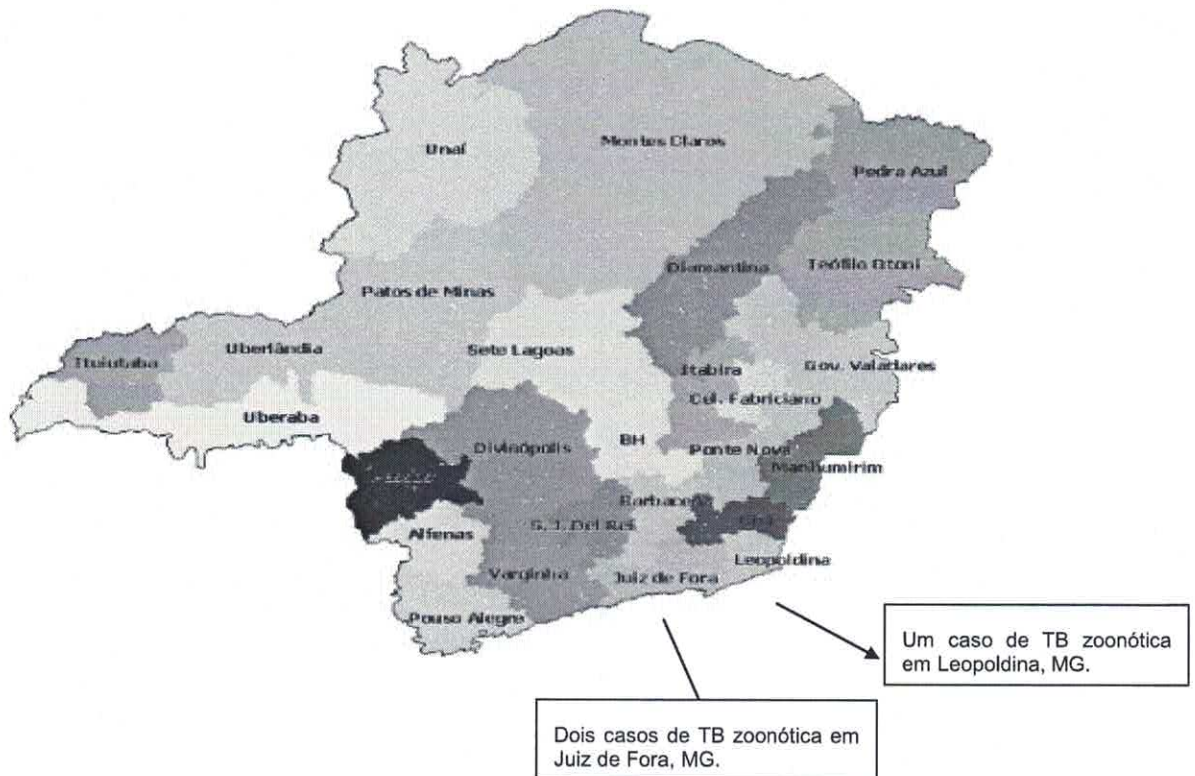 Unaí
Montes Claros
Pedra Azul
Diamantina
Teófilo Otoni
Patos de Minas
Ituiutaba
Uberlândia
Sete Lagoas
Itabira
Gov. Valadares
Cel. Fabriciano
Uberaba
Divinópolis
BH
Ponte Nova
Manhumirim
Passos
Barbacena
Ubá
Alfenas
S. J. Del Rei
Leopoldina
Varginha
Juiz de Fora
Pouso Alegre
Um caso de TB zoonótica
em Leopoldina, MG.
Dois casos de TB zoonótica em
Juiz de Fora, MG.